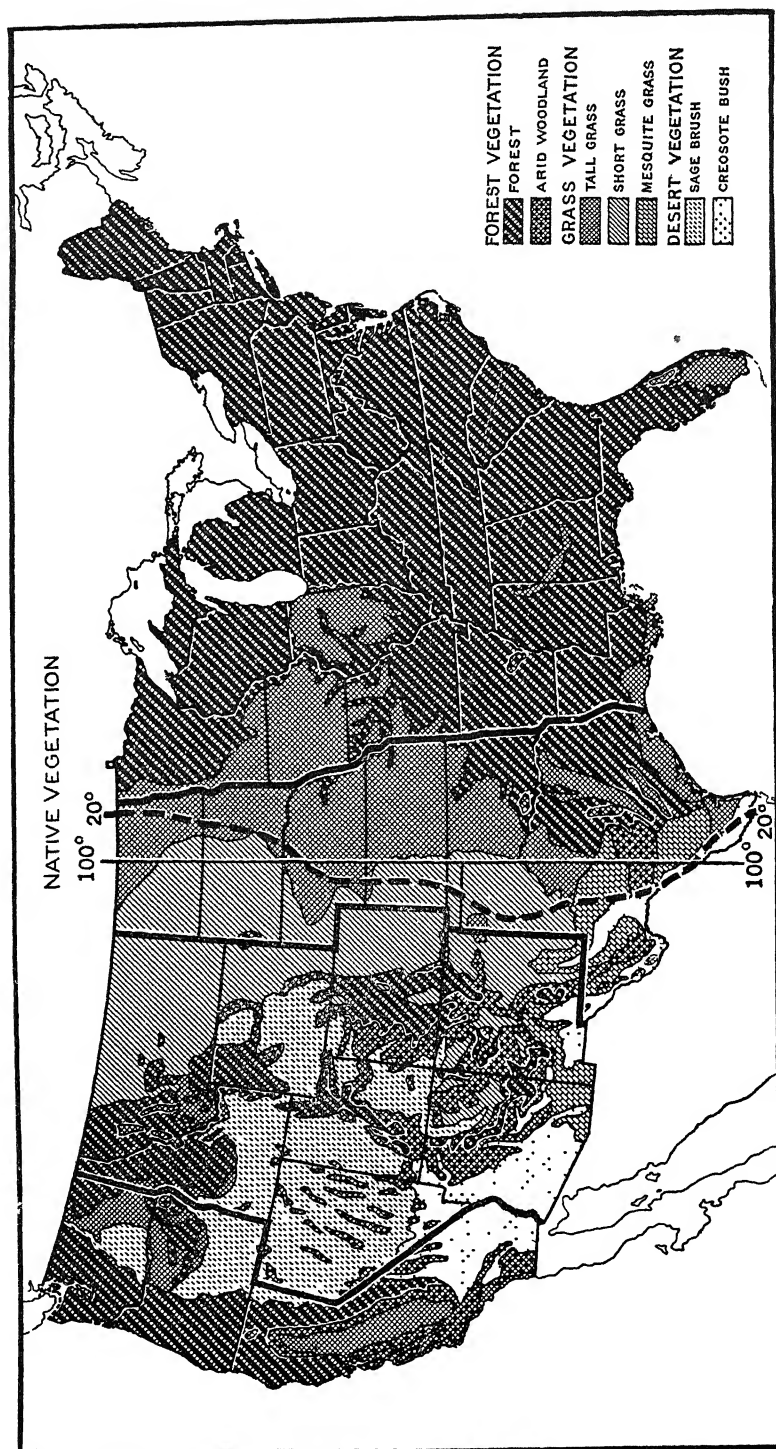 NATIVE VEGETATION
100° 20°
100° 20°
FOREST VEGETATION
FOREST
ARID WOODLAND
GRASS VEGETATION
TALL GRASS
SHORT GRASS
MESQUITE GRASS
DESERT VEGETATION
SAGE BRUSH
CREOSOTE BUSH